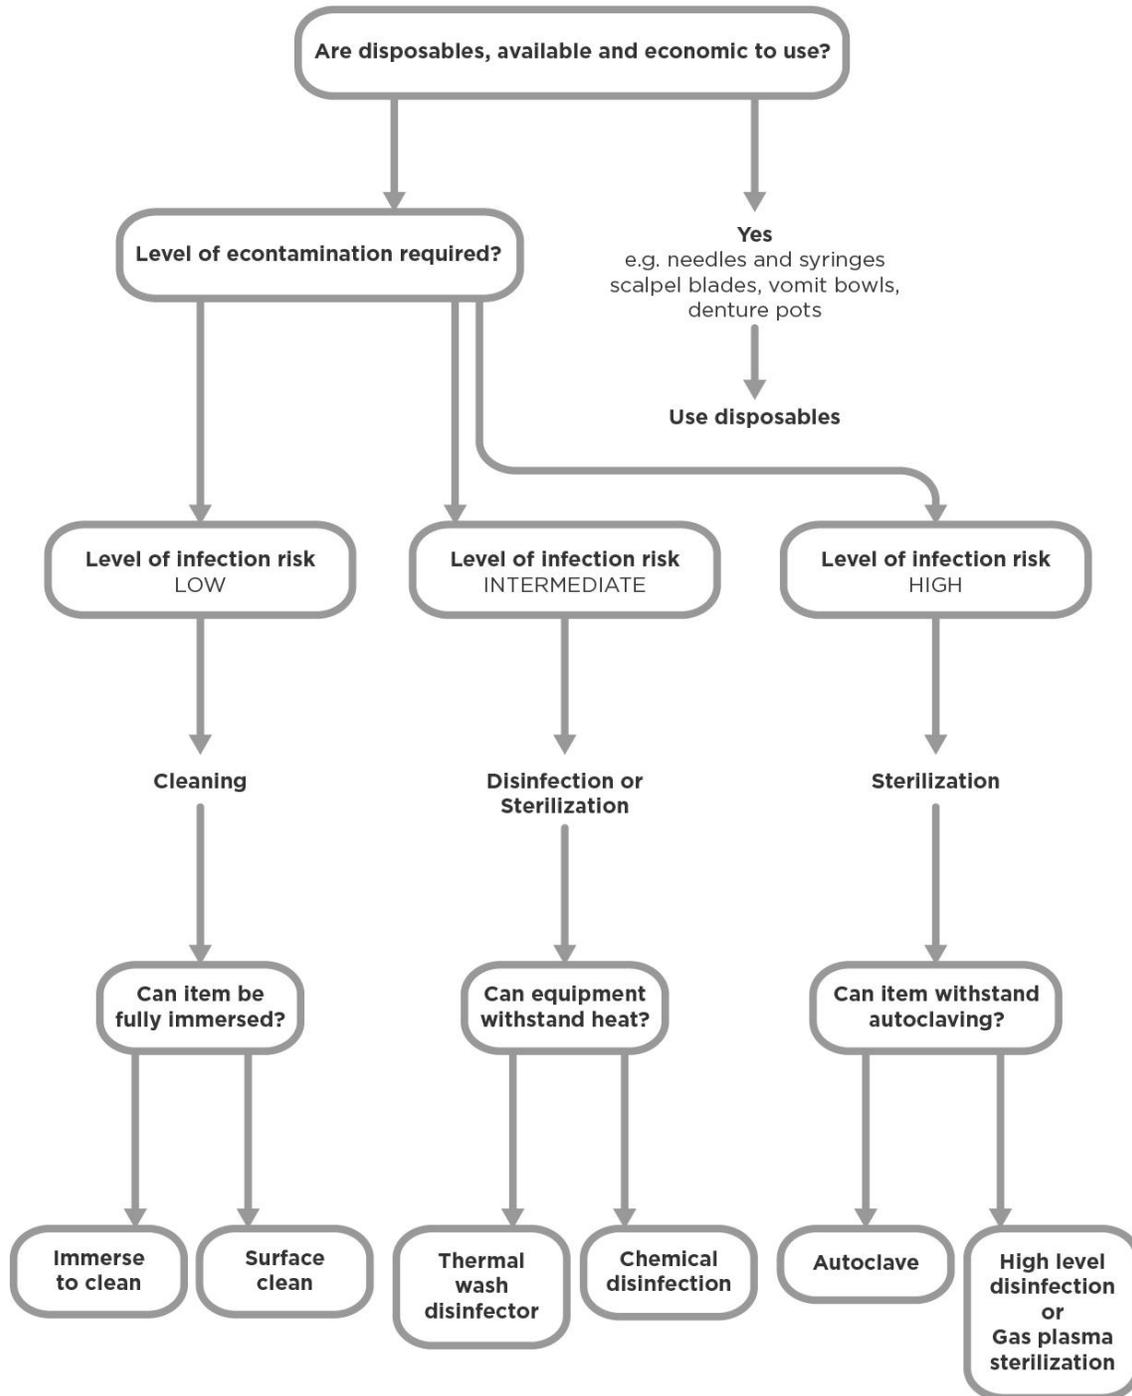 Are disposables, available and economic to use?
Level of econtamination required?
Yes
e.g. needles and syringes
scalpel blades, vomit bowls,
denture pots
Use disposables
Level of infection risk
LOW
Level of infection risk
INTERMEDIATE
Level of infection risk
HIGH
Cleaning
Disinfection or
Sterilization
Sterilization
Can item be
fully immersed?
Can equipment
withstand heat?
Can item withstand
autoclaving?
Immerse
to clean
Surface
clean
Thermal
wash
disinfector
Chemical
disinfection
Autoclave
High level
disinfection
or
Gas plasma
sterilization